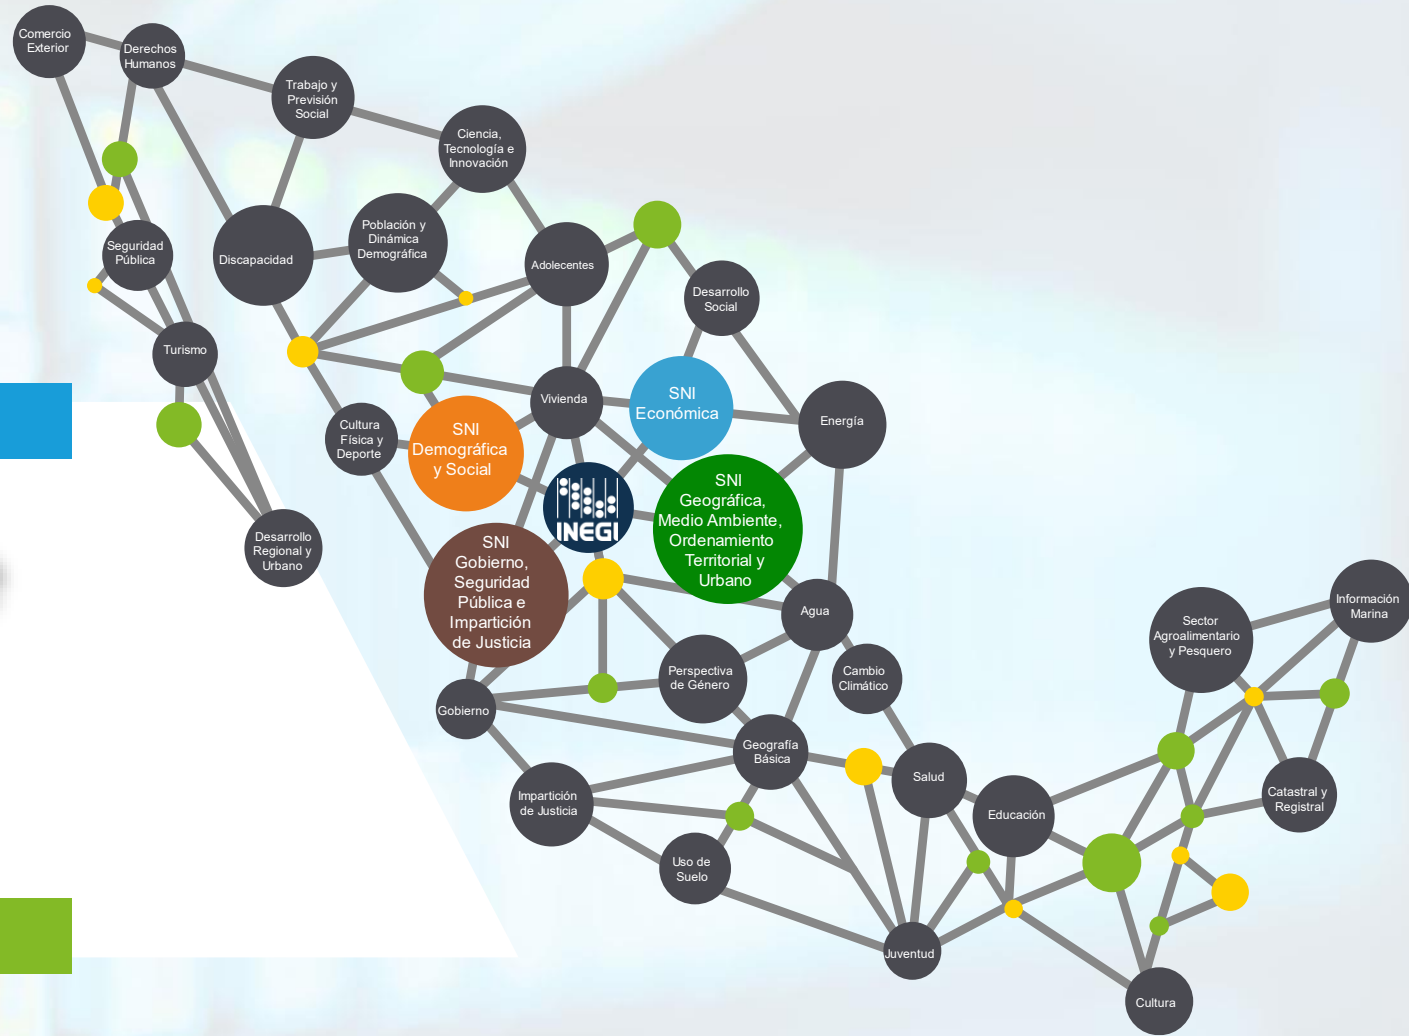 Comercio
Exterior
Derechos
Humanos
Trabajo y
Previsión
Social
Ciencia,
Tecnología e
Innovación
Seguridad
Pública
Discapacidad
Población y
Dinámica
Demográfica
Adolecentes
Desarrollo
Social
Turismo
Cultura
Física y
Deporte
SNI
Demográfica
y Social
Vivienda
SNI
Económica
Energía
Desarrollo
Regional y
Urbano
SNI
Gobierno,
Seguridad
Pública e
Impartición
de Justicia
INEGI
SNI
Geográfica,
Medio Ambiente,
Ordenamiento
Territorial y
Urbano
Agua
Sector
Agroalimentario
y Pesquero
Información
Marina
Gobierno
Perspectiva
de Género
Cambio
Climático
Geografía
Básica
Impartición
de Justicia
Salud
Educación
Catastral y
Registral
Uso de
Suelo
Juventud
Cultura